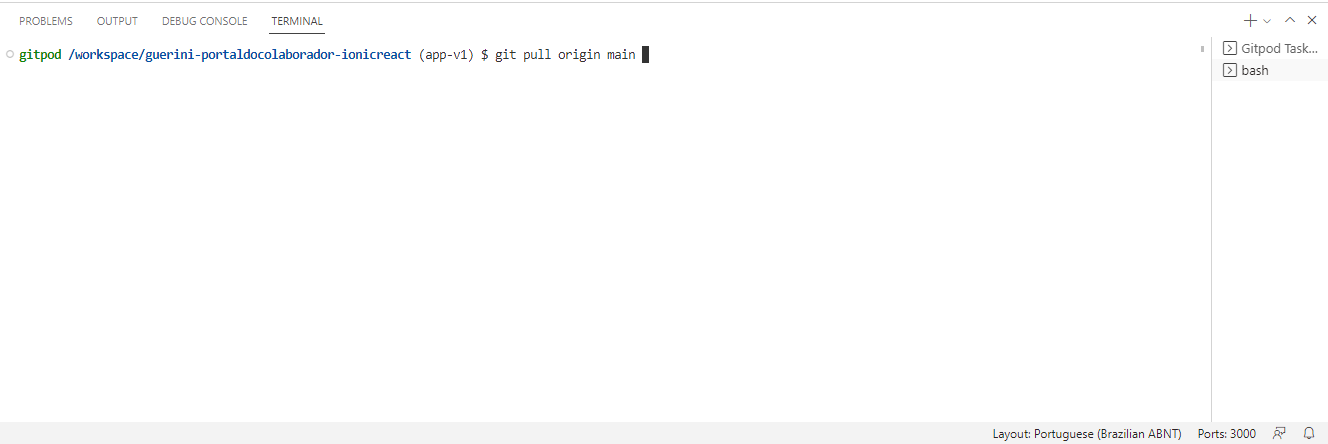 PROBLEMS OUTPUT DEBUG CONSOLE TERMINAL
gitpod /workspace/guerini-portaldocolaborador-ionicreact (app-v1) $ git pull origin main
Gitpod Task...
bash
Layout: Portuguese (Brazilian ABNT) Ports: 3000